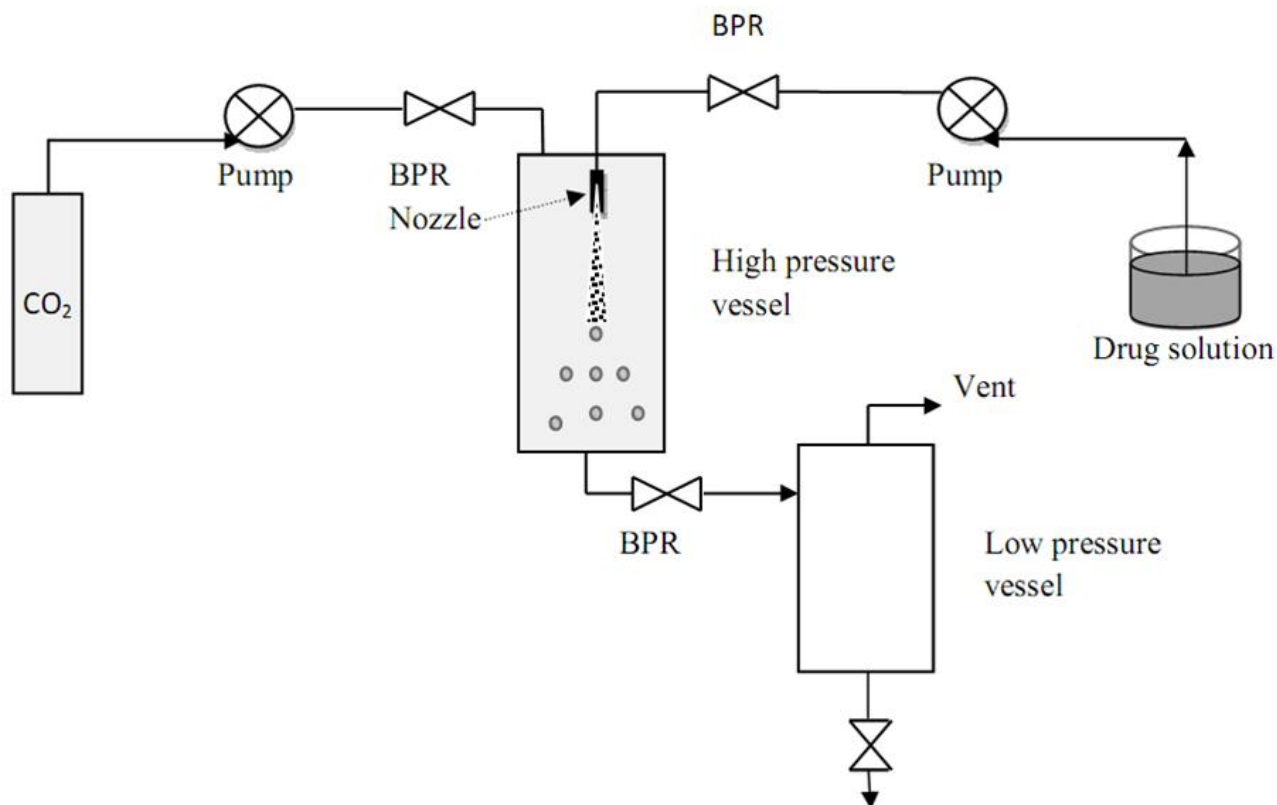 BPR
Pump
BPR
Nozzle
Pump
High pressure
vessel
CO₂
Drug solution
Vent
BPR
Low pressure
vessel